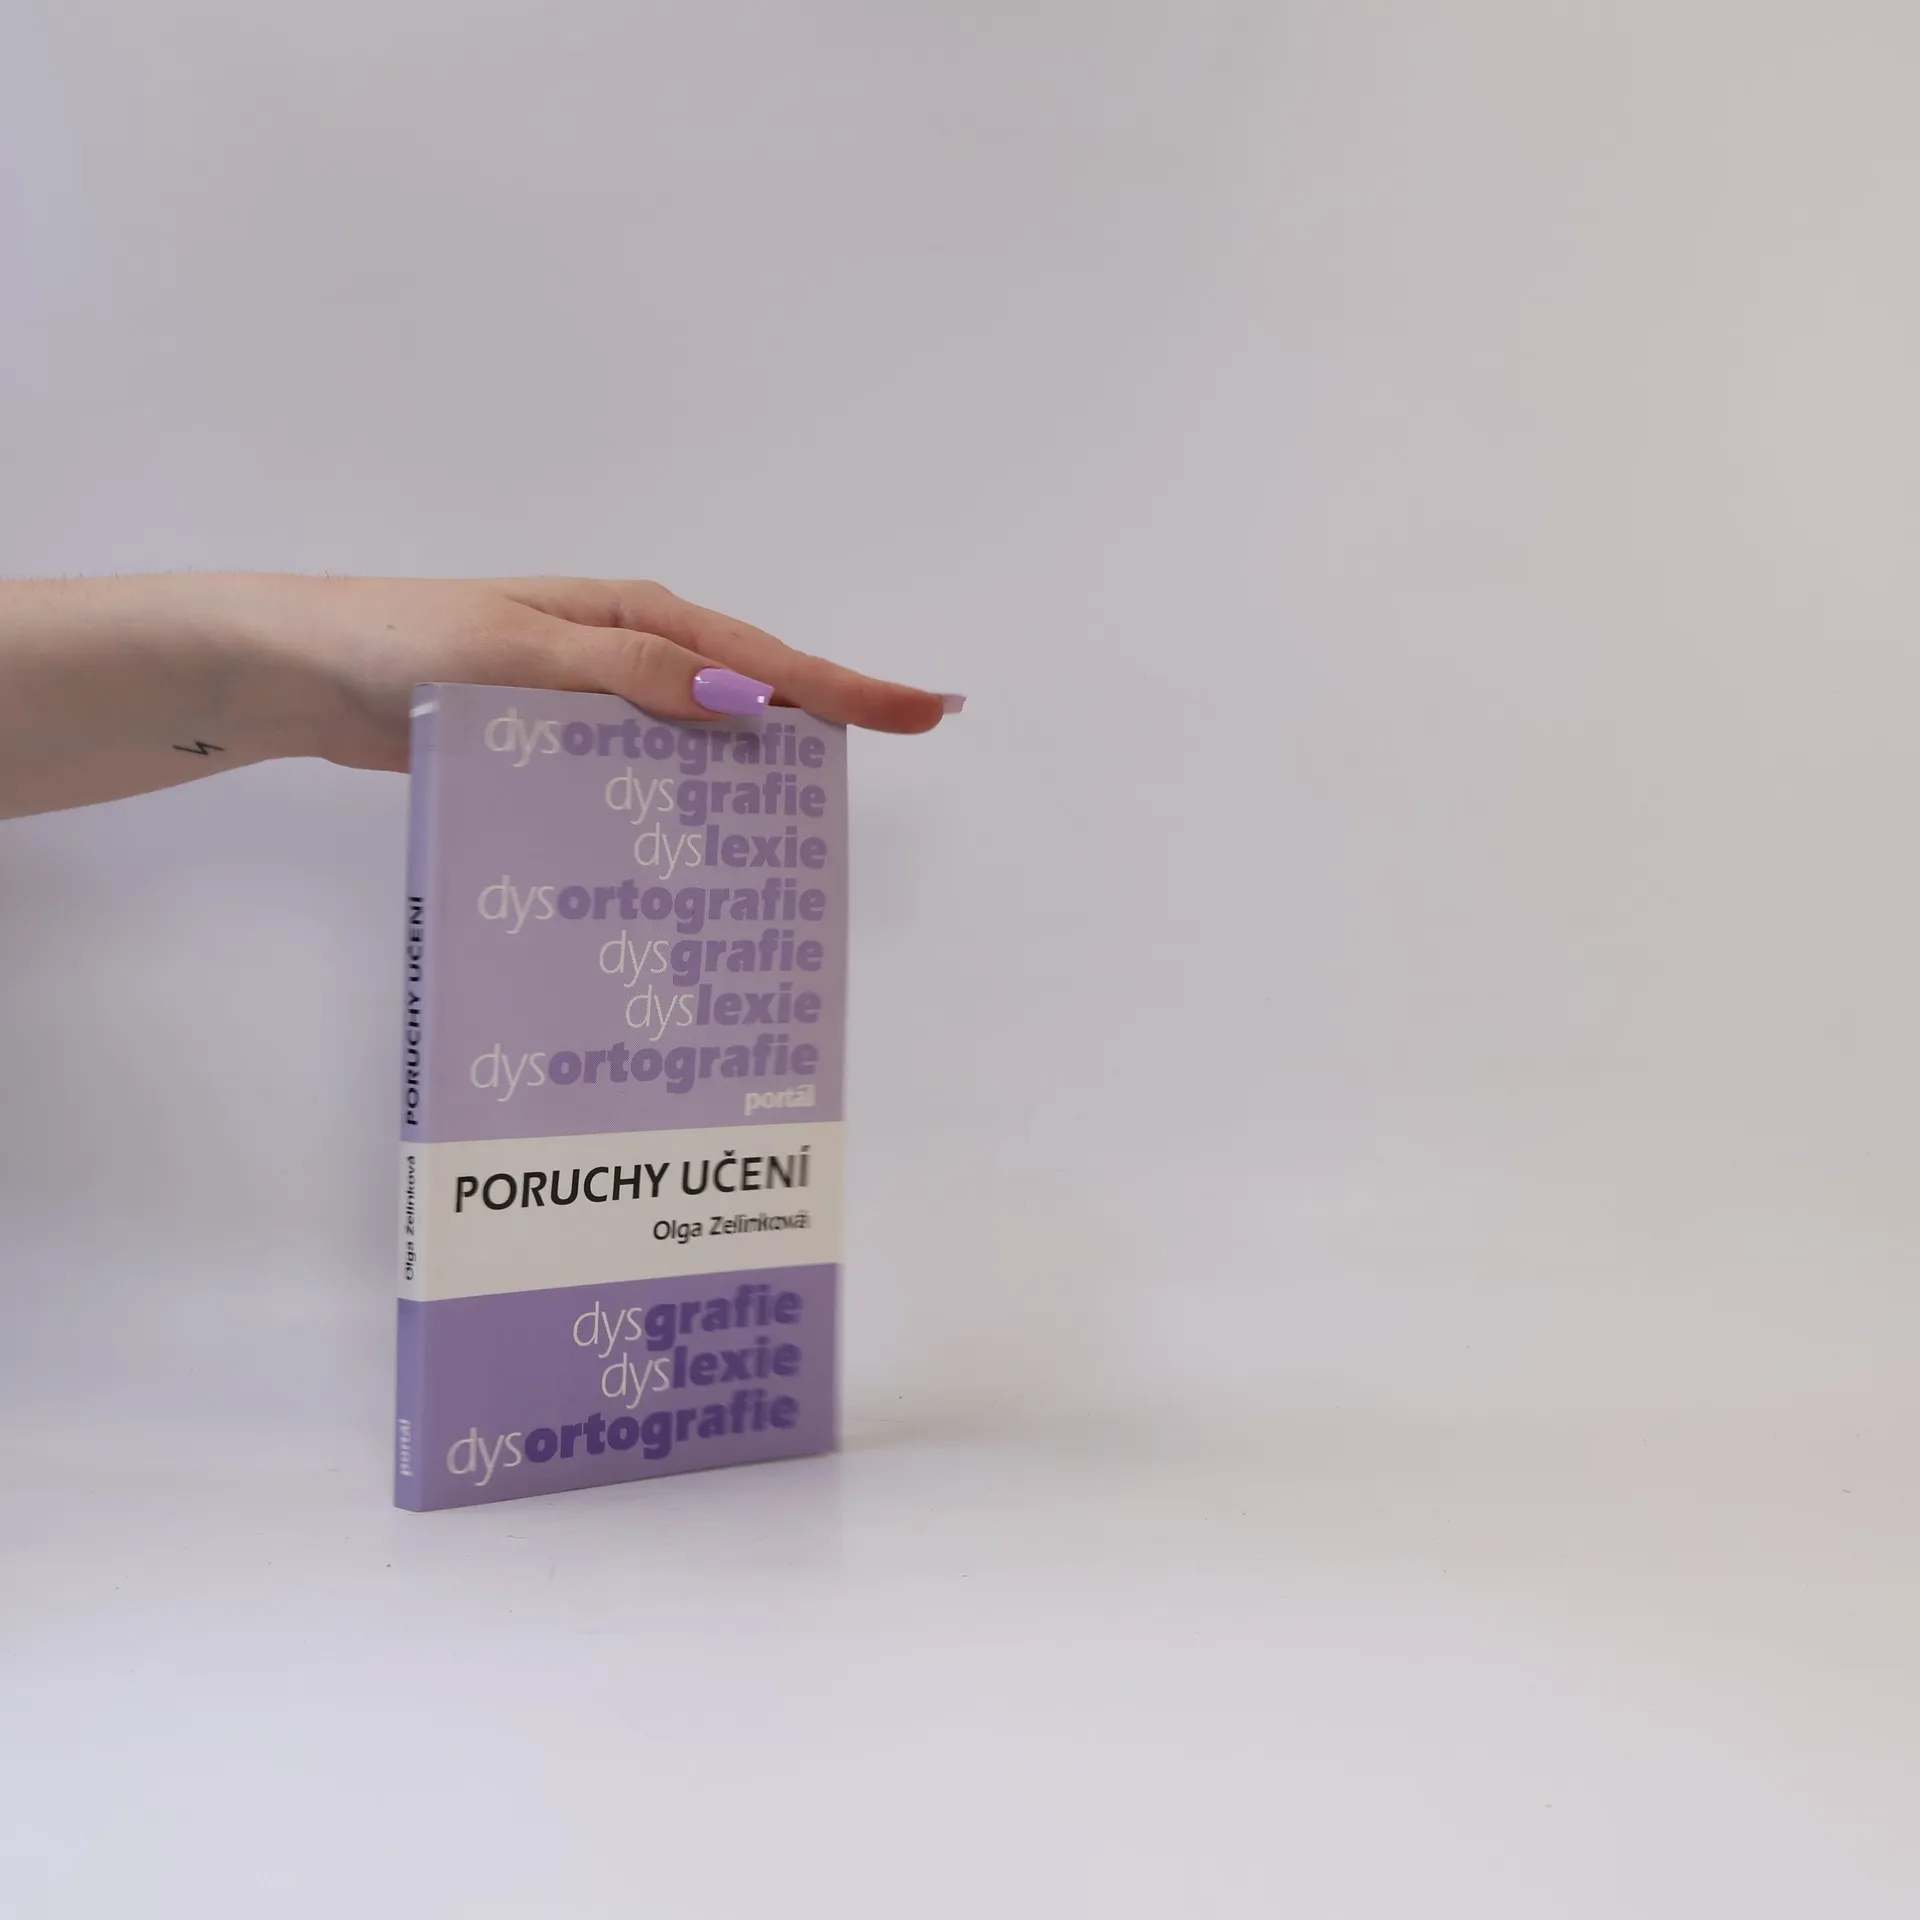 dysortografie
dysgrafie
dyslexie
dysortografie
dysgrafie
dyslexie
dysortografie
portál
PORUCHY UČENÍ
Olga Zelinková
dysgrafie
dyslexie
dysortografie
PORUCHY UČENÍ
Olga Zelinková
portál